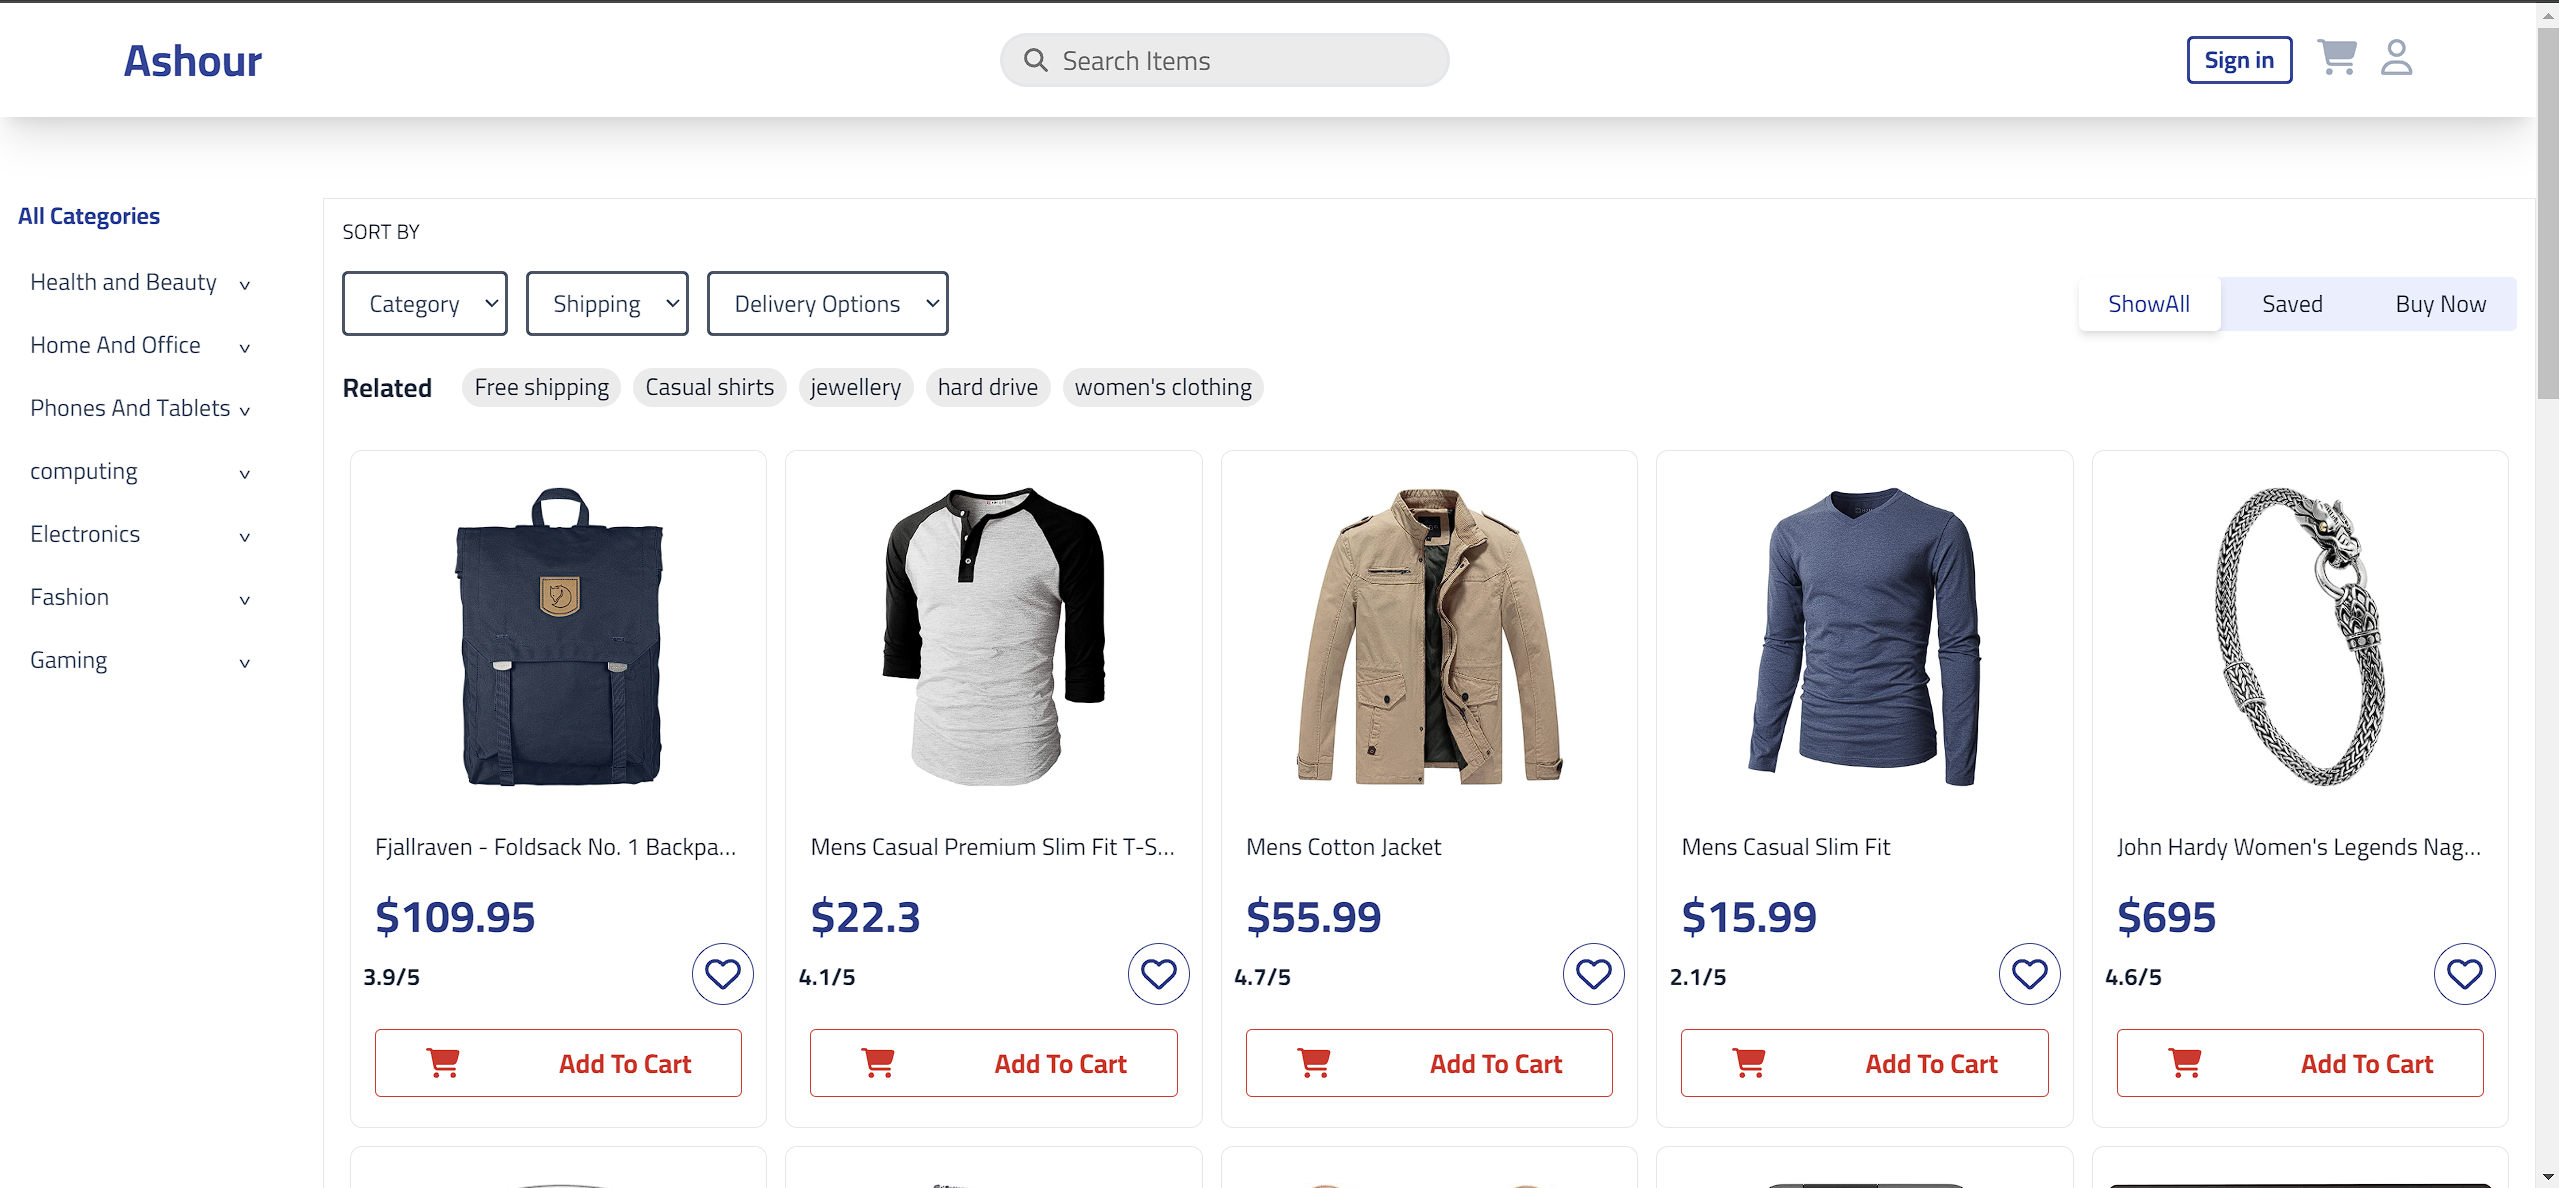 Ashour
Search Items
Sign in
All Categories
Health and Beauty v
Home And Office v
Phones And Tablets v
computing v
Electronics v
Fashion v
Gaming v
SORT BY
Category
Shipping
Delivery Options
ShowAll
Saved
Buy Now
Related
Free shipping
Casual shirts
jewellery
hard drive
women's clothing
Fjallraven - Foldsack No. 1 Backpa...
$109.95
3.9/5
Add To Cart
Mens Casual Premium Slim Fit T-S...
$22.3
4.1/5
Add To Cart
Mens Cotton Jacket
$55.99
4.7/5
Add To Cart
Mens Casual Slim Fit
$15.99
2.1/5
Add To Cart
John Hardy Women's Legends Nag...
$695
4.6/5
Add To Cart